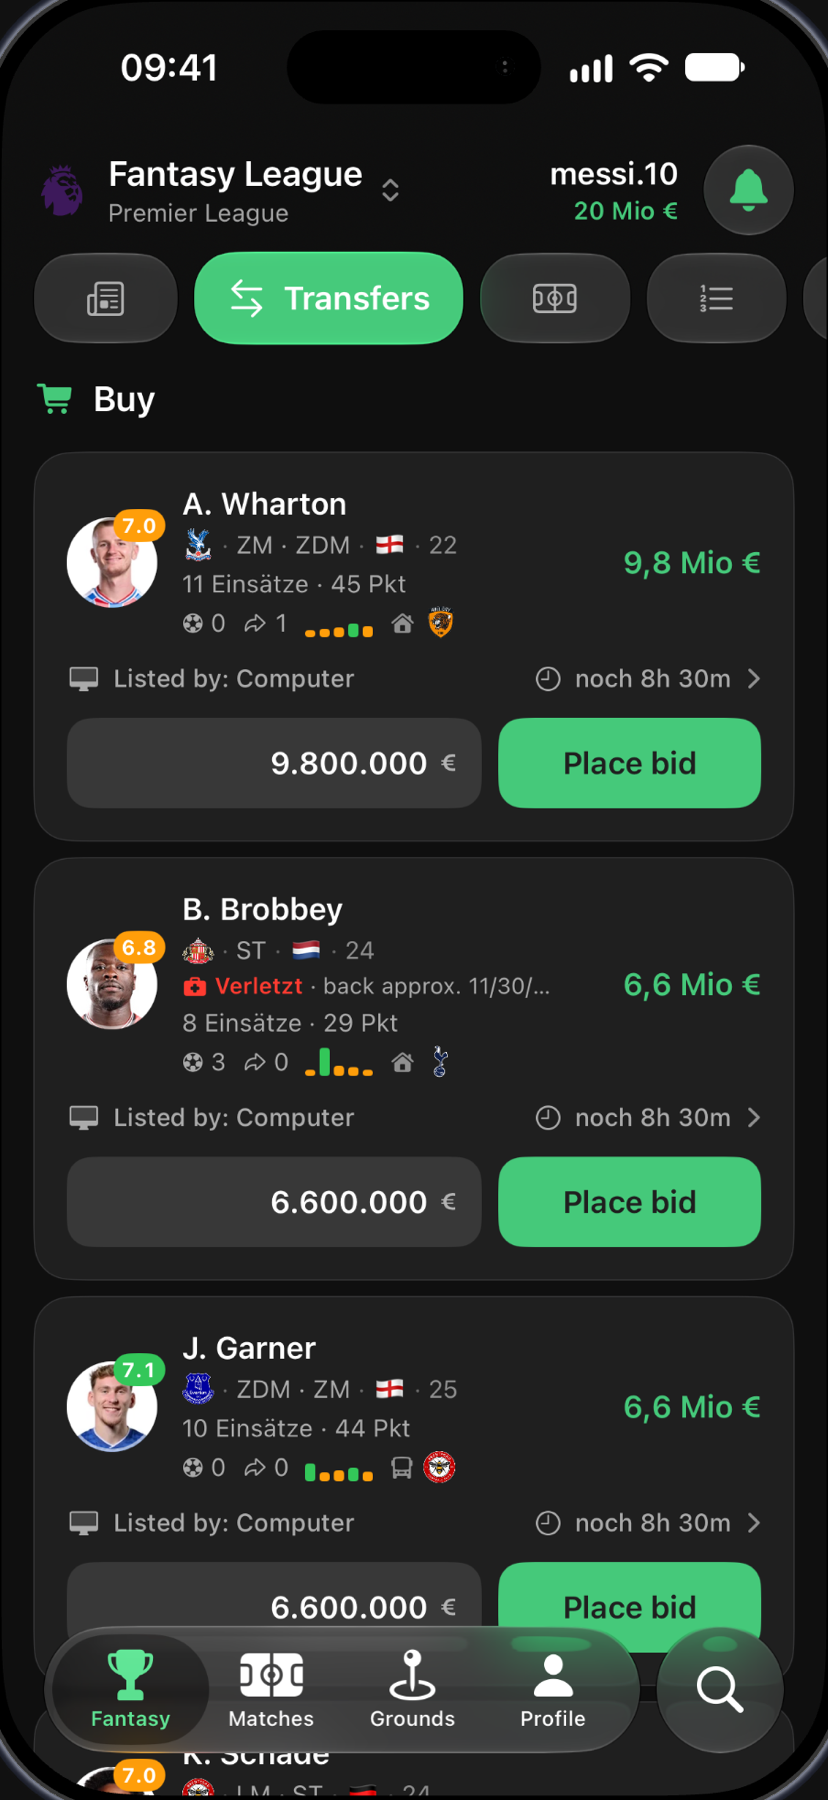 09:41
Fantasy League
Premier League
messi.10
20 Mio €
Transfers
Buy
7.0
A. Wharton
· ZM · ZDM · 22
11 Einsätze · 45 Pkt
0 1
9,8 Mio €
Listed by: Computer
noch 8h 30m
9.800.000 €
Place bid
6.8
B. Brobbey
· ST · 24
Verletzt · back approx. 11/30/...
8 Einsätze · 29 Pkt
3 0
6,6 Mio €
Listed by: Computer
noch 8h 30m
6.600.000 €
Place bid
7.1
J. Garner
· ZDM · ZM · 25
10 Einsätze · 44 Pkt
0 0
6,6 Mio €
Listed by: Computer
noch 8h 30m
6.600.000 €
Place bid
Fantasy
Matches
Grounds
Profile
7.0
K. Schade
· LM · ST · 24